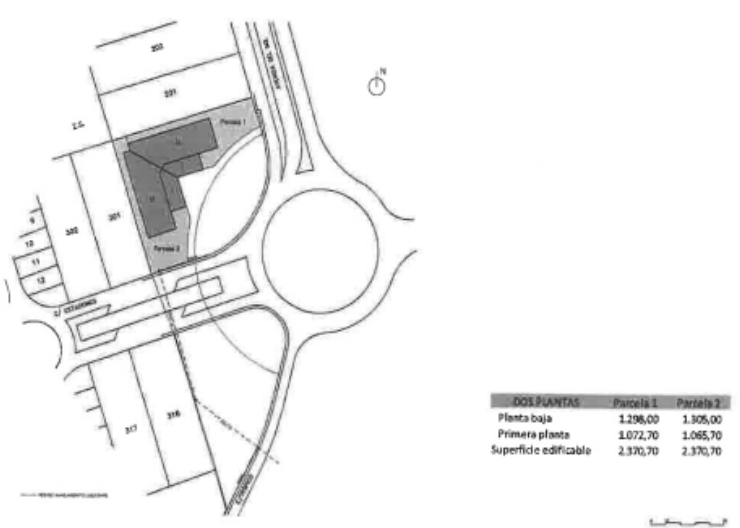 202
201
N
Z.G.
Parcela 1
301
302
9
10
11
12
Parcela 2
C/ ESTACIONES
316
317
DOS PLANTAS Parcela 1 Parcela 2
Planta baja 1.298,00 1.305,00
Primera planta 1.072,70 1.065,70
Superficie edificable 2.370,70 2.370,70